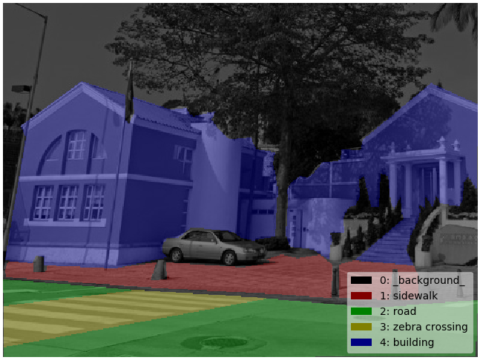 0: _background_
1: sidewalk
2: road
3: zebra crossing
4: building